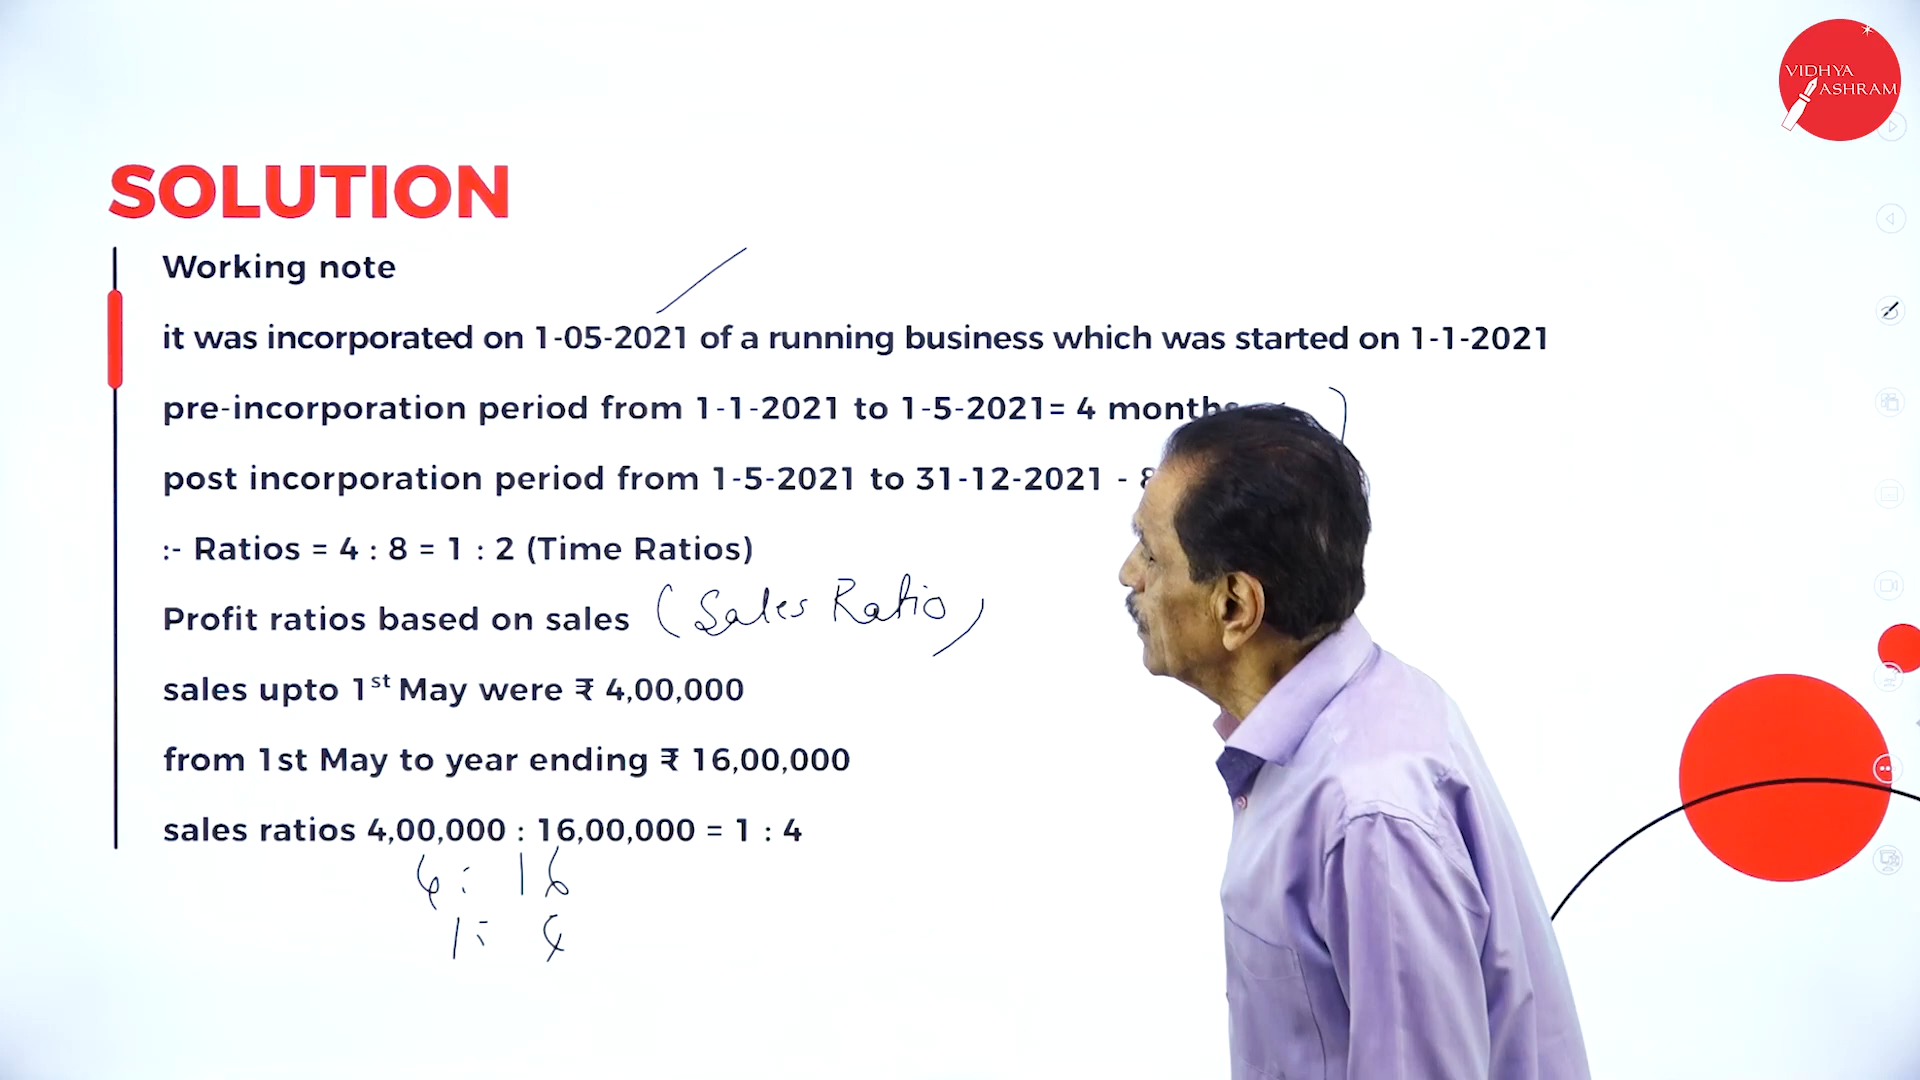 VIDHYA
ASHRAM
SOLUTION
Working note
it was incorporated on 1-05-2021 of a running business which was started on 1-1-2021
pre-incorporation period from 1-1-2021 to 1-5-2021= 4 months
post incorporation period from 1-5-2021 to 31-12-2021 - 8
:- Ratios = 4 : 8 = 1 : 2 (Time Ratios)
Profit ratios based on sales (Sales Ratio)
sales upto 1st May were ₹ 4,00,000
from 1st May to year ending ₹ 16,00,000
sales ratios 4,00,000 : 16,00,000 = 1 : 4
4 : 16
1 : 4